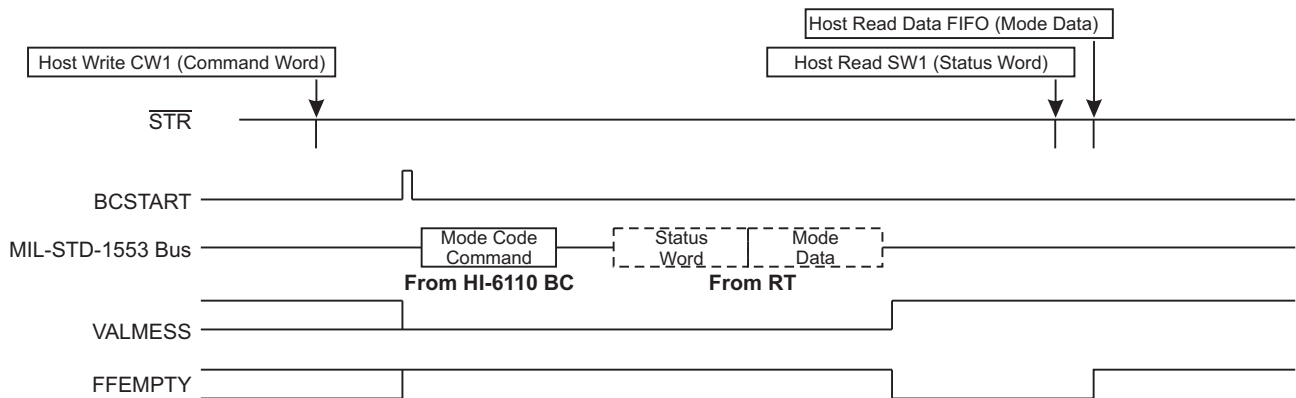 Host Read Data FIFO (Mode Data)
Host Write CW1 (Command Word)
Host Read SW1 (Status Word)
STR
BCSTART
MIL-STD-1553 Bus
Mode Code
Command
Status
Word
Mode
Data
From HI-6110 BC
From RT
VALMESS
FFEMPTY